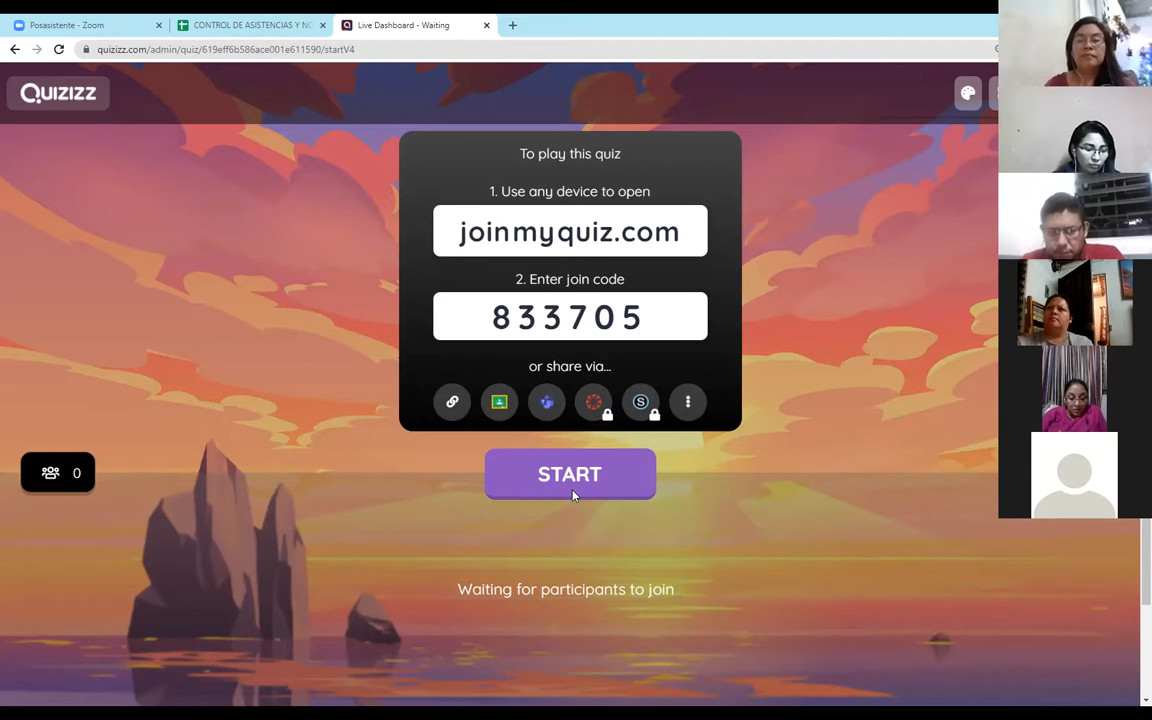 Posasistente - Zoom
CONTROL DE ASISTENCIAS Y NO
Live Dashboard - Waiting
quizizz.com/admin/quiz/619eff6b586ace001e611590/startV4
Quizizz
To play this quiz
1. Use any device to open
joinmyquiz.com
2. Enter join code
833705
or share via...
S
0
START
Waiting for participants to join